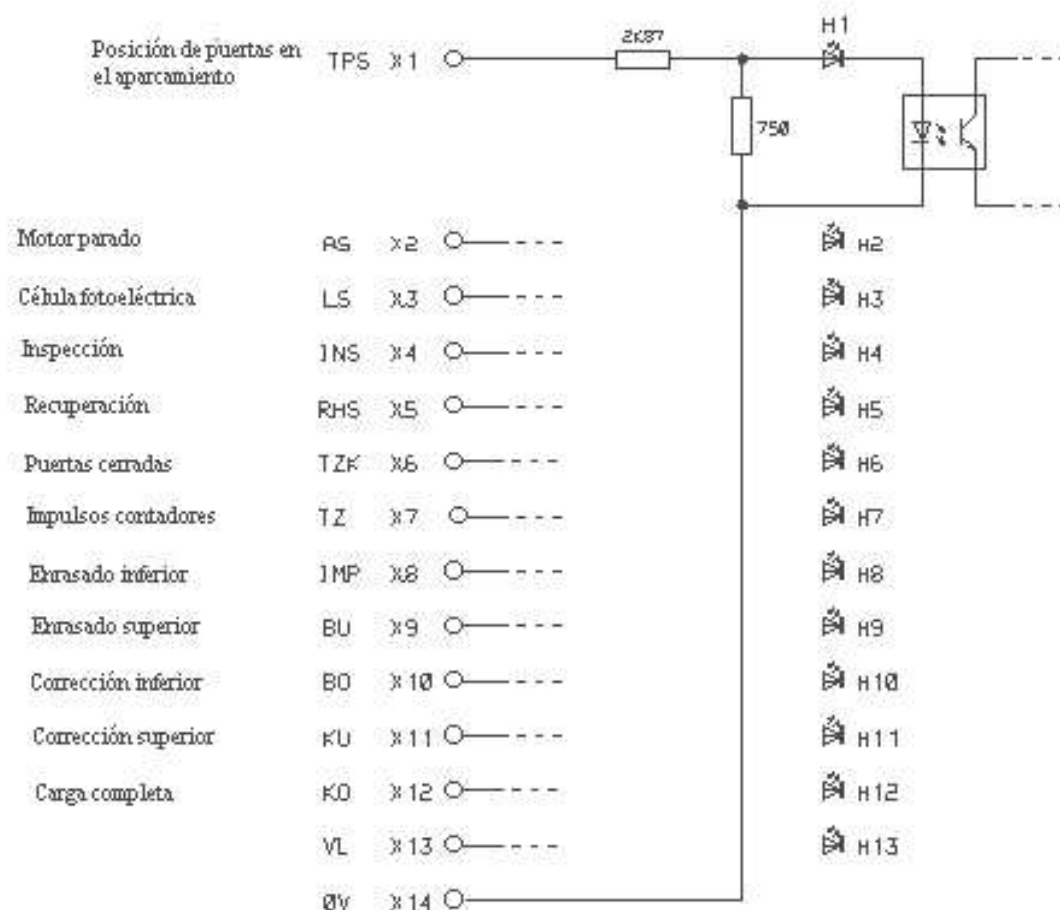 H1
2K87
Posición de puertas en
el aparcamiento
TPS X1
750
Motor parado AS X2 H2
Célula fotoeléctrica LS X3 H3
Inspección INS X4 H4
Recuperación RHS X5 H5
Puertas cerradas TZK X6 H6
Impulsos contadores TZ X7 H7
Enrasado inferior IMP X8 H8
Enrasado superior BU X9 H9
Corrección inferior BO X10 H10
Corrección superior KU X11 H11
Carga completa KO X12 H12
VL X13 H13
0V X14